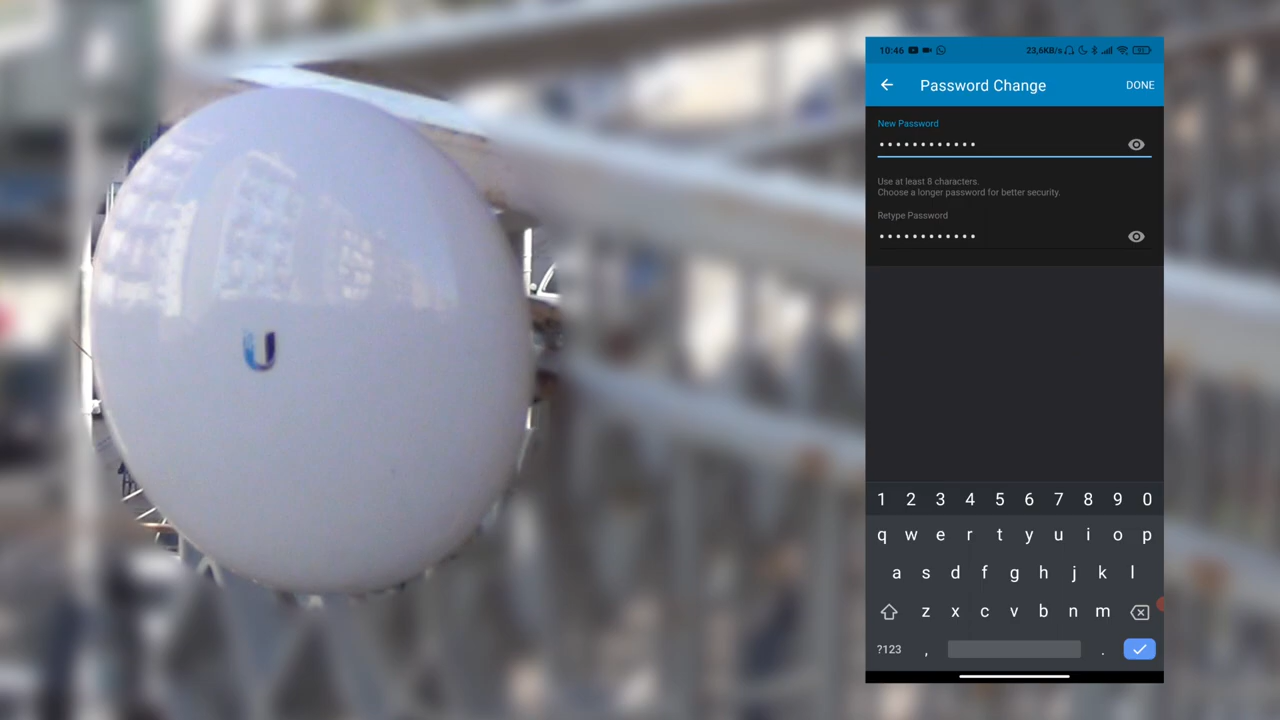 U
10:46 23,6KB/s 91
Password Change DONE
New Password
••••••••••••
Use at least 8 characters.
Choose a longer password for better security.
Retype Password
••••••••••••
1 2 3 4 5 6 7 8 9 0
q w e r t y u i o p
a s d f g h j k l
z x c v b n m
?123 , .